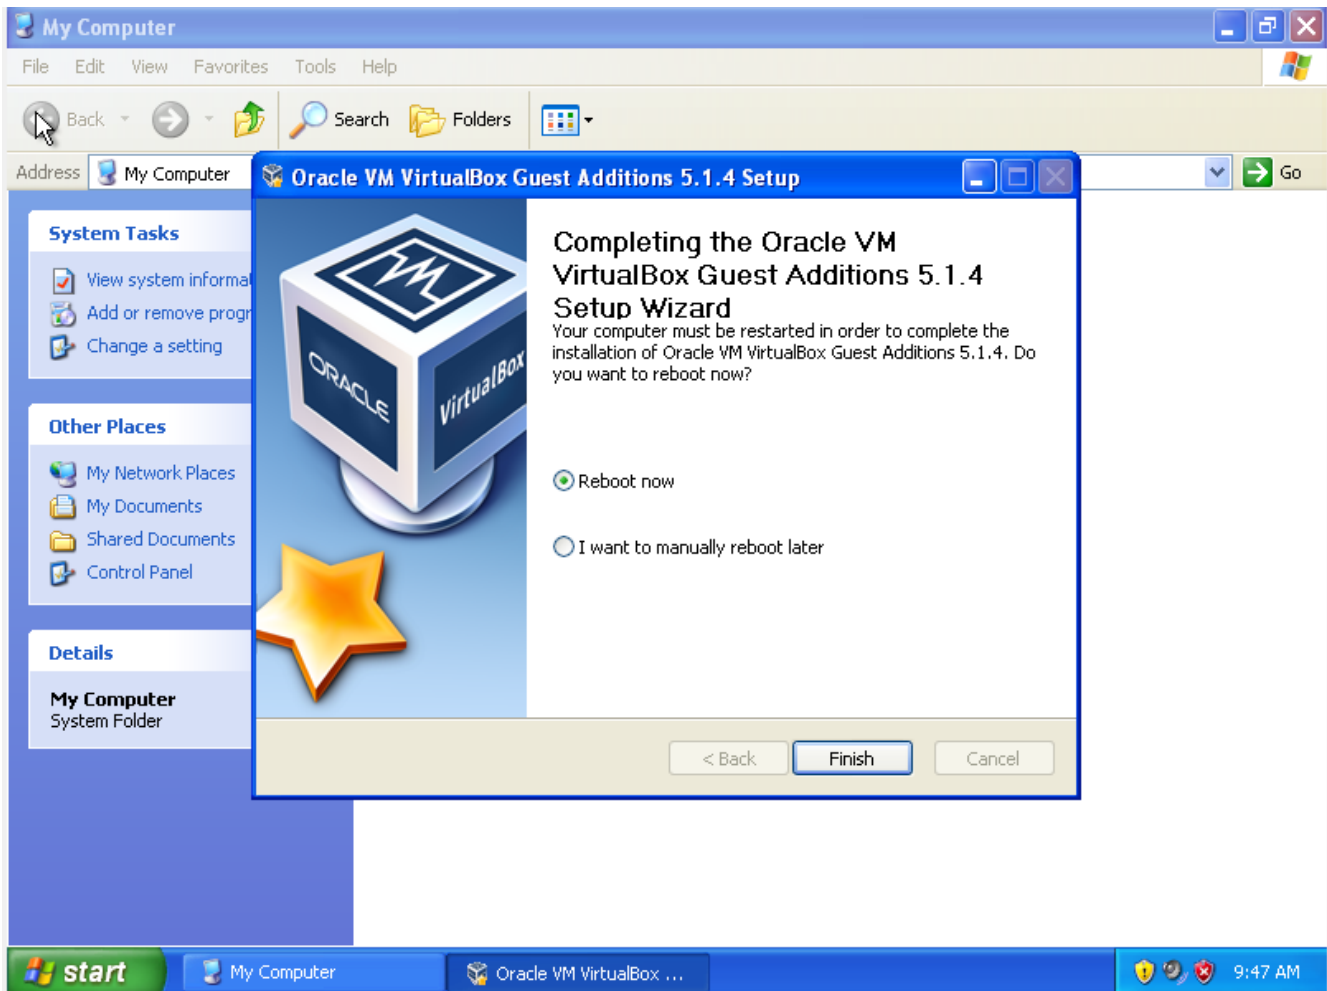 My Computer
File Edit View Favorites Tools Help
Back Search Folders
Address My Computer Go
System Tasks
View system informa
Add or remove progr
Change a setting
Other Places
My Network Places
My Documents
Shared Documents
Control Panel
Details
My Computer
System Folder
Oracle VM VirtualBox Guest Additions 5.1.4 Setup
ORACLE
VirtualBox
Completing the Oracle VM
VirtualBox Guest Additions 5.1.4
Setup Wizard
Your computer must be restarted in order to complete the
installation of Oracle VM VirtualBox Guest Additions 5.1.4. Do
you want to reboot now?
Reboot now
I want to manually reboot later
< Back Finish Cancel
start My Computer Oracle VM VirtualBox ... 9:47 AM